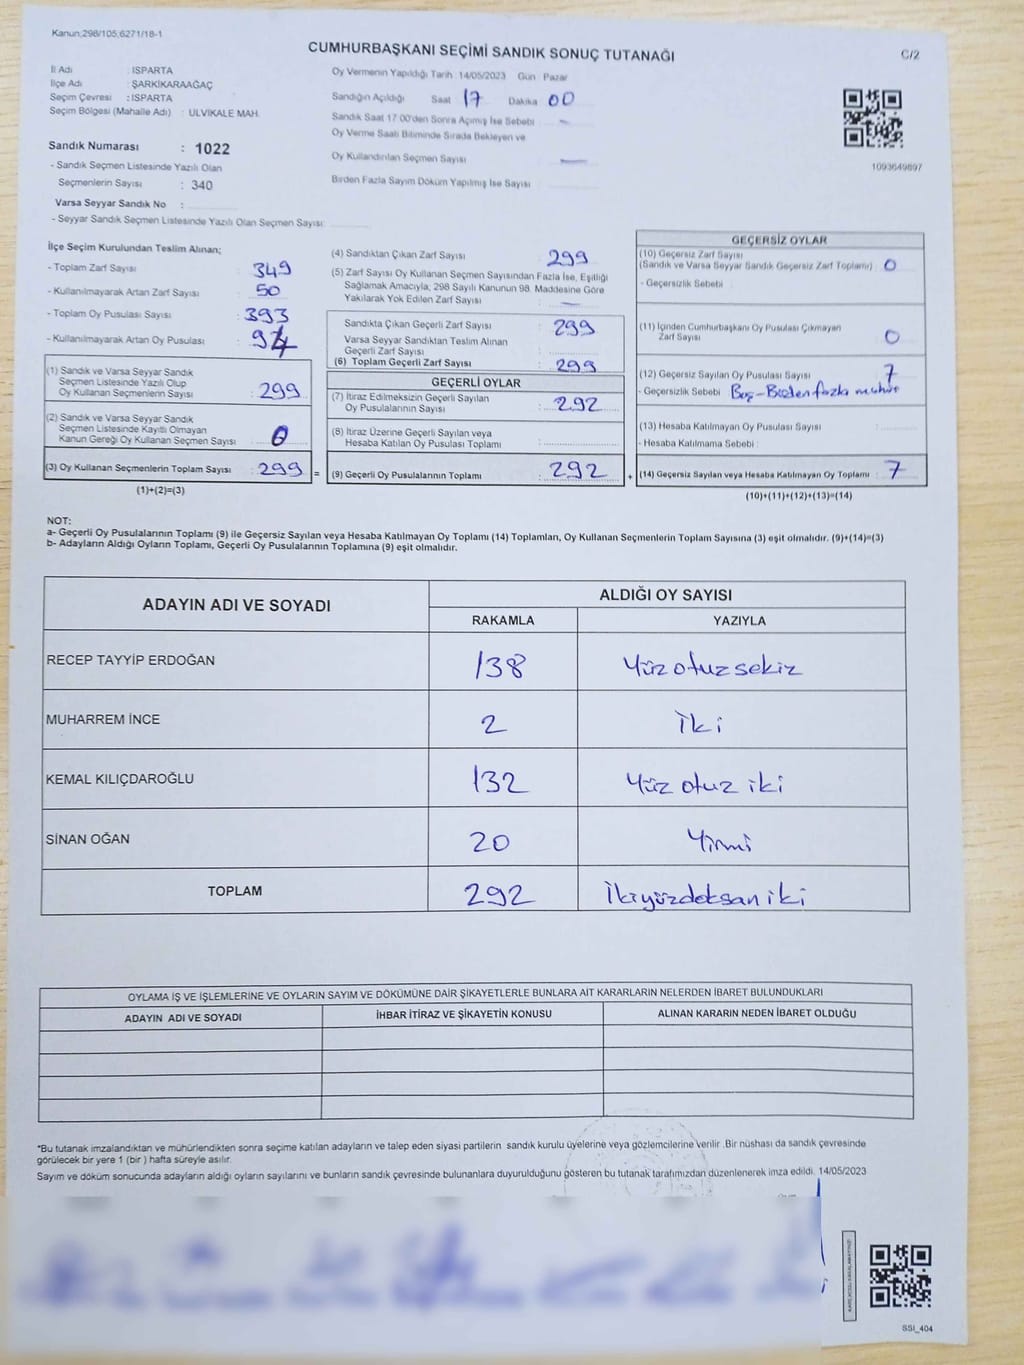 Kanun;298/105,6271/18-1
CUMHURBAŞKANI SEÇİMİ SANDIK SONUÇ TUTANAĞI
C/2
İl Adı : ISPARTA
İlçe Adı : ŞARKİKARAAĞAÇ
Seçim Çevresi : ISPARTA
Seçim Bölgesi (Mahalle Adı) : ULVİKALE MAH.
Sandık Numarası : 1022
- Sandık Seçmen Listesinde Yazılı Olan
Seçmenlerin Sayısı : 340
Varsa Seyyar Sandık No :
- Seyyar Sandık Seçmen Listesinde Yazılı Olan Seçmen Sayısı:
Oy Vermenin Yapıldığı Tarih 14/05/2023 Gün Pazar
Sandığın Açıldığı Saat 17 Dakika 00
Sandık Saat 17.00'den Sonra Açımış İse Sebebi
Oy Verme Saati Bitiminde Sırada Bekleyen ve
Oy Kullandırılan Seçmen Sayısı
Birden Fazla Sayım Döküm Yapılmış İse Sayısı
1093649897
İlçe Seçim Kurulundan Teslim Alınan;
- Toplam Zarf Sayısı 349
- Kullanılmayarak Artan Zarf Sayısı 50
- Toplam Oy Pusulası Sayısı 393
- Kullanılmayarak Artan Oy Pusulası 94
(1) Sandık ve Varsa Seyyar Sandık
Seçmen Listesinde Yazılı Olup
Oy Kullanan Seçmenlerin Sayısı : 299
(2) Sandık ve Varsa Seyyar Sandık
Seçmen Listesinde Kayıtlı Olmayan
Kanun Gereği Oy Kullanan Seçmen Sayısı 0
(3) Oy Kullanan Seçmenlerin Toplam Sayısı : 299 =
(1)+(2)=(3)
(4) Sandıktan Çıkan Zarf Sayısı 299
(5) Zarf Sayısı Oy Kullanan Seçmen Sayısından Fazla İse, Eşitliği
Sağlamak Amacıyla; 298 Sayılı Kanunun 98. Maddesine Göre
Yakılarak Yok Edilen Zarf Sayısı
Sandıkta Çıkan Geçerli Zarf Sayısı 299
Varsa Seyyar Sandıktan Teslim Alınan
Geçerli Zarf Sayısı
(6) Toplam Geçerli Zarf Sayısı 299
GEÇERLİ OYLAR
(7) İtiraz Edilmeksizin Geçerli Sayılan
Oy Pusulalarının Sayısı 292
(8) İtiraz Üzerine Geçerli Sayılan veya
Hesaba Katılan Oy Pusulası Toplamı
(9) Geçerli Oy Pusulalarının Toplamı 292 +
GEÇERSİZ OYLAR
(10) Geçersiz Zarf Sayısı
(Sandık ve Varsa Seyyar Sandık Geçersiz Zarf Toplamı) : 0
- Geçersizlik Sebebi :
(11) İçinden Cumhurbaşkanı Oy Pusulası Çıkmayan
Zarf Sayısı 0
(12) Geçersiz Sayılan Oy Pusulası Sayısı 7
- Geçersizlik Sebebi : Boş-Birden fazla mühür
(13) Hesaba Katılmayan Oy Pusulası Sayısı
- Hesaba Katılmama Sebebi :
(14) Geçersiz Sayılan veya Hesaba Katılmayan Oy Toplamı : 7
(10)+(11)+(12)+(13)=(14)
NOT:
a- Geçerli Oy Pusulalarının Toplamı (9) ile Geçersiz Sayılan veya Hesaba Katılmayan Oy Toplamı (14) Toplamları, Oy Kullanan Seçmenlerin Toplam Sayısına (3) eşit olmalıdır. (9)+(14)=(3)
b- Adayların Aldığı Oyların Toplamı, Geçerli Oy Pusulalarının Toplamına (9) eşit olmalıdır.
ADAYIN ADI VE SOYADI
ALDIĞI OY SAYISI
RAKAMLA YAZIYLA
RECEP TAYYİP ERDOĞAN 138 Yüz otuz sekiz
MUHARREM İNCE 2 İki
KEMAL KILIÇDAROĞLU 132 Yüz otuz iki
SİNAN OĞAN 20 Yirmi
TOPLAM 292 İkiyüzdoksan iki
OYLAMA İŞ VE İŞLEMLERİNE VE OYLARIN SAYIM VE DÖKÜMÜNE DAİR ŞİKAYETLERLE BUNLARA AİT KARARLARIN NELERDEN İBARET BULUNDUKLARI
ADAYIN ADI VE SOYADI İHBAR İTİRAZ VE ŞİKAYETİN KONUSU ALINAN KARARIN NEDEN İBARET OLDUĞU
*Bu tutanak imzalandıktan ve mühürlendikten sonra seçime katılan adayların ve talep eden siyasi partilerin sandık kurulu üyelerine veya gözlemcilerine verilir .Bir nüshası da sandık çevresinde
görülecek bir yere 1 (bir ) hafta süreyle asılır.
Sayım ve döküm sonucunda adayların aldığı oyların sayılarını ve bunların sandık çevresinde bulunanlara duyurulduğunu gösteren bu tutanak tarafımızdan düzenlenerek imza edildi. 14/05/2023
SSI_404